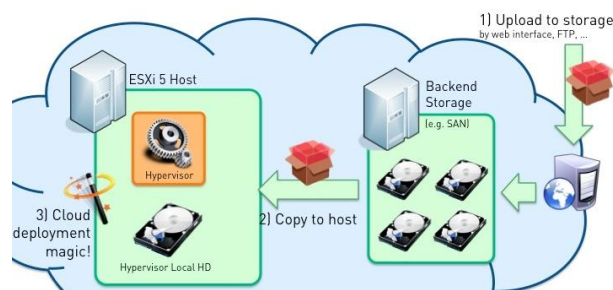 1) Upload to storage
by web interface, FTP, ...
ESXi 5 Host
Backend
Storage
(e.g. SAN)
Hypervisor
3) Cloud
deployment
magic!
2) Copy to host
Hypervisor Local HD